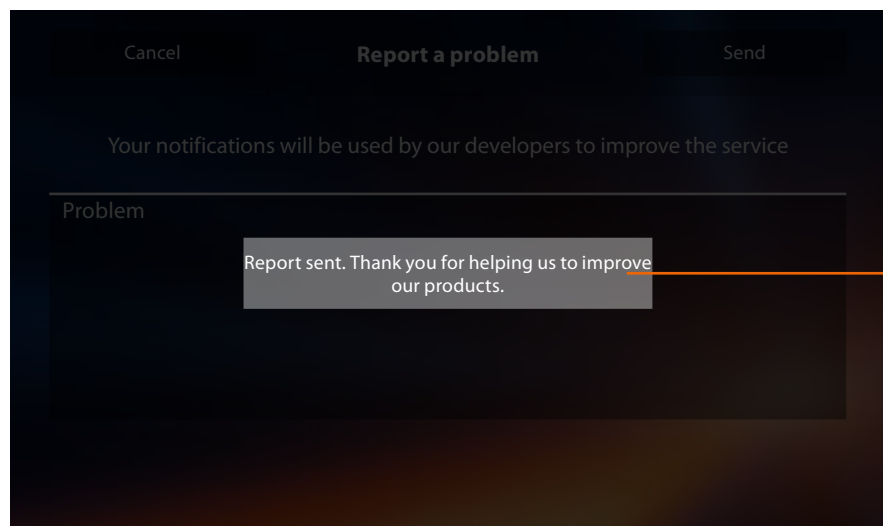 Cancel Report a problem Send
Your notifications will be used by our developers to improve the service
Problem
Report sent. Thank you for helping us to improve
our products.